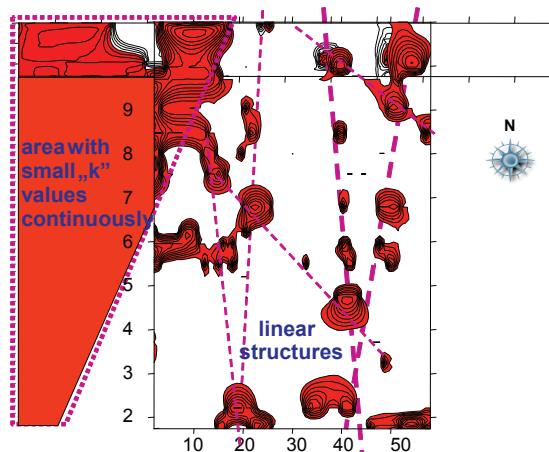 9
N
area with
small „k”
values
continuously
8
7
6
5
4
linear
structures
3
2
10 20 30 40 50